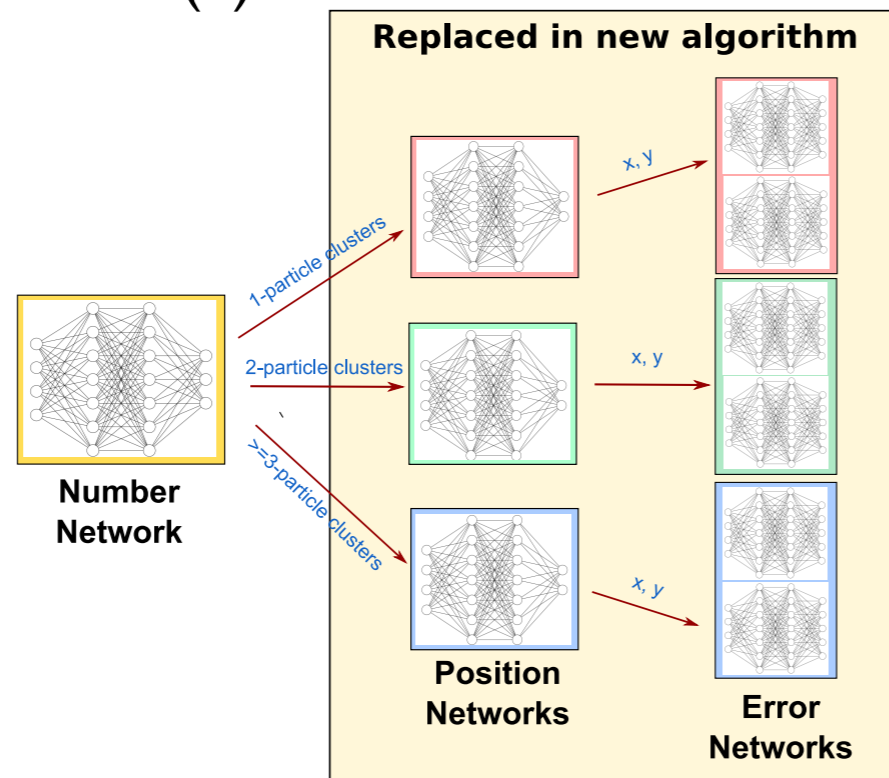 Replaced in new algorithm
1-particle clusters
x, y
2-particle clusters
x, y
>=3-particle clusters
x, y
Number
Network
Position
Networks
Error
Networks